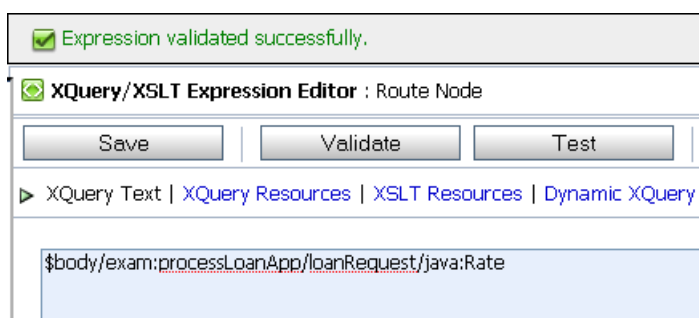 Expression validated successfully.
XQuery/XSLT Expression Editor : Route Node
Save Validate Test
XQuery Text | XQuery Resources | XSLT Resources | Dynamic XQuery
$body/exam:processLoanApp/loanRequest/java:Rate